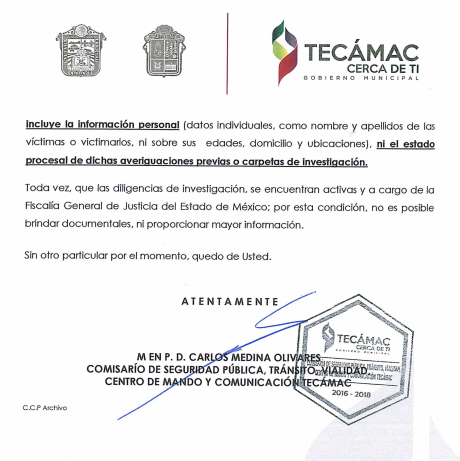 TECÁMAC
CERCA DE TI
GOBIERNO MUNICIPAL
incluye la información personal (datos individuales, como nombre y apellidos de las
víctimas o victimarios, ni sobre sus edades, domicilio y ubicaciones), ni el estado
procesal de dichas averiguaciones previas o carpetas de investigación.
Toda vez, que las diligencias de investigación, se encuentran activas y a cargo de la
Fiscalía General de Justicia del Estado de México; por esta condición, no es posible
brindar documentales, ni proporcionar mayor información.
Sin otro particular por el momento, quedo de Usted.
ATENTAMENTE
M EN P. D. CARLOS MEDINA OLIVARES
COMISARÍO DE SEGURIDAD PÚBLICA, TRÁNSITO, VIALIDAD,
CENTRO DE MANDO Y COMUNICACIÓN TECÁMAC
TECÁMAC
CERCA DE TI
GOBIERNO MUNICIPAL
2016 - 2018
C.C.P Archivo